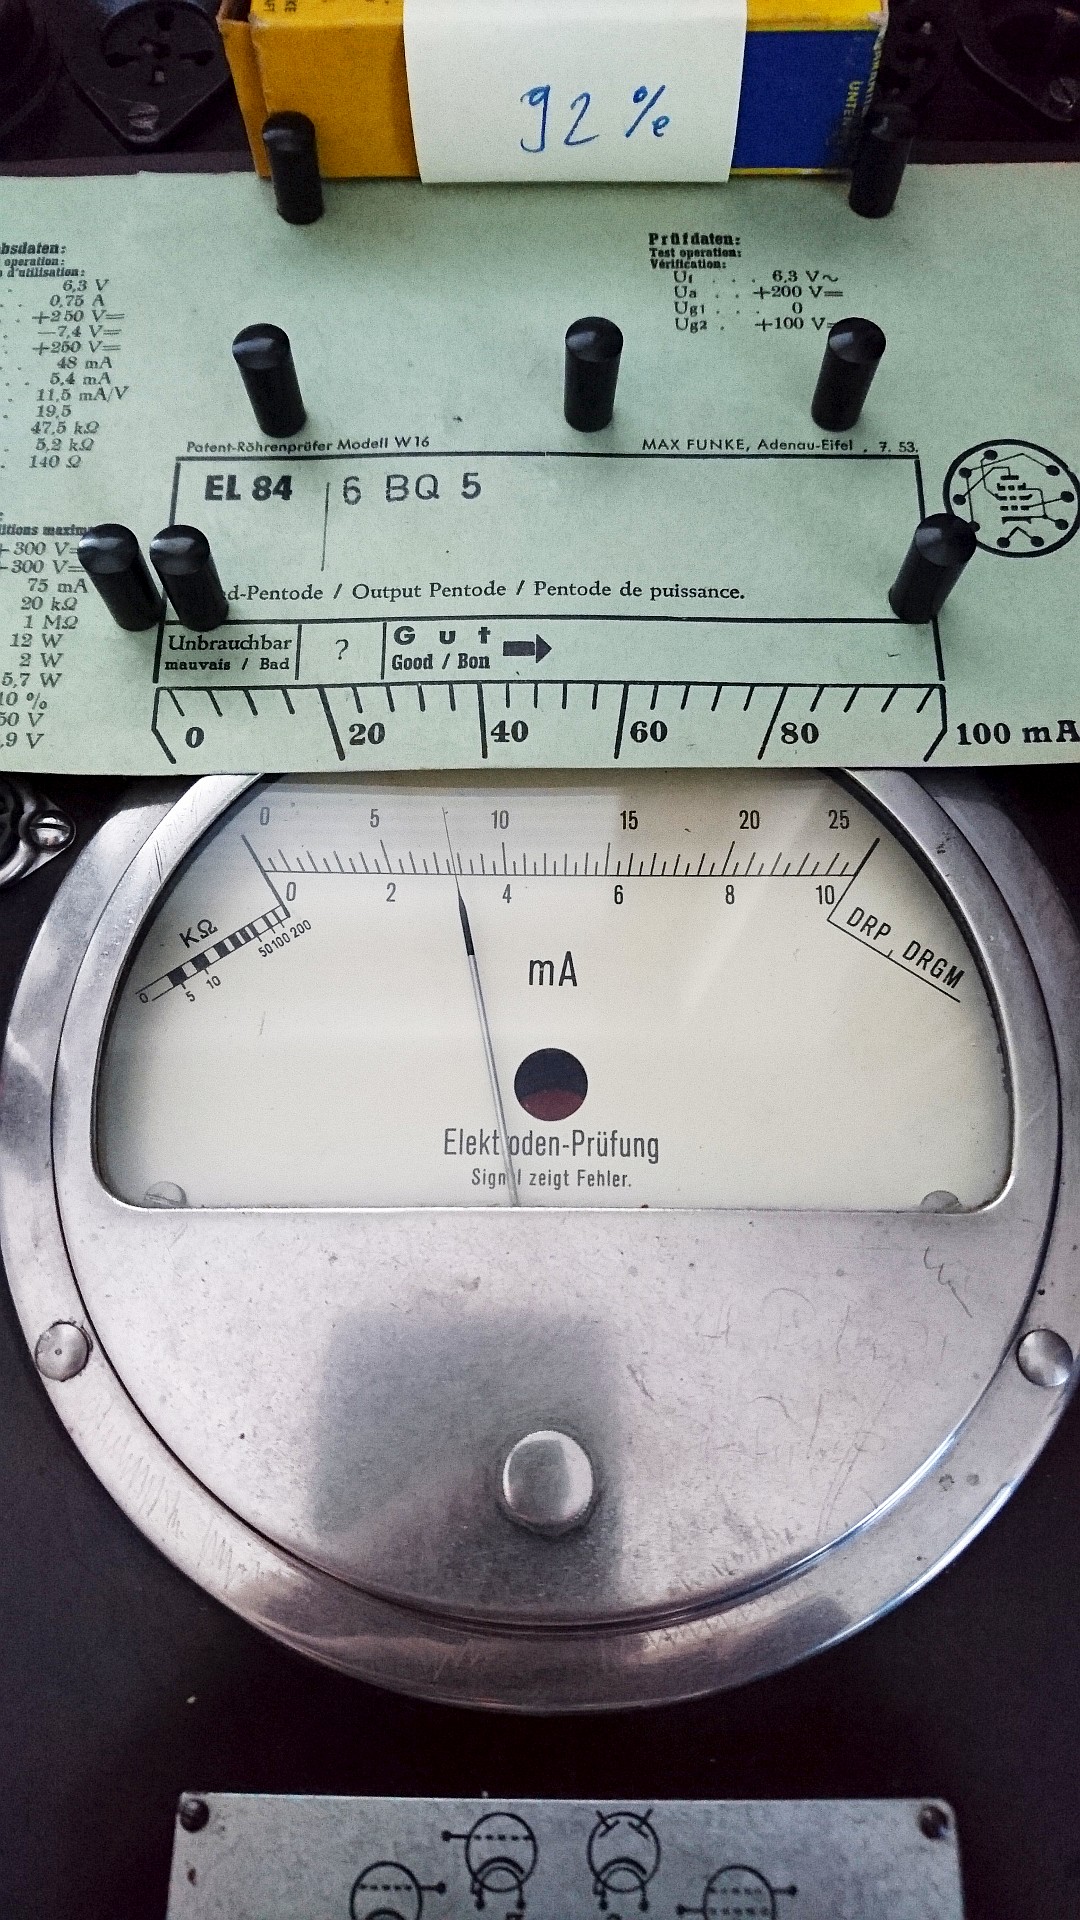 92 %
Prüfdaten:
Test operation:
Vérification:
Uf . . . 6,3 V~
Ua . . +200 V=
Ug1 . . . 0
Ug2 . +100 V=
bsdaten:
operation:
d'utilisation:
. 6,3 V
. . 0,75 A
. . +250 V=
. . —7,4 V=
. . +250 V=
. . 48 mA
. . 5,4 mA
. 11,5 mA/V
. 19,5
47,5 kΩ
. 5,2 kΩ
. 140 Ω
itions maxima
+300 V=
+300 V=
75 mA
20 kΩ
1 MΩ
12 W
2 W
5,7 W
10 %
50 V
,9 V
Patent-Röhrenprüfer Modell W16
MAX FUNKE, Adenau-Eifel . 7. 53.
EL 84 6 BQ 5
d-Pentode / Output Pentode / Pentode de puissance.
Unbrauchbar
mauvais / Bad
?
Gut
Good / Bon
0 20 40 60 80 100 mA
0 5 10 15 20 25
0 2 4 6 8 10
KΩ
0 5 10 50 100 200
DRP, DRGM
mA
Elektroden-Prüfung
Signal zeigt Fehler.